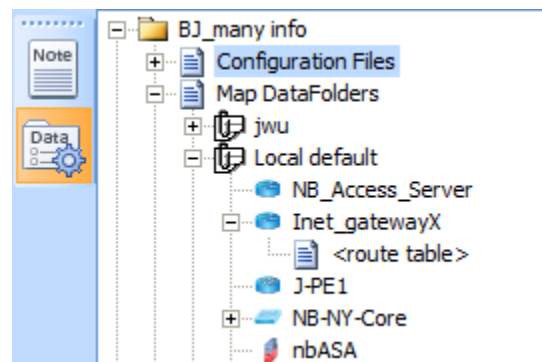 BJ_many info
Note
Configuration Files
Map DataFolders
jwu
Data
Local default
NB_Access_Server
Inet_gatewayX
<route table>
J-PE1
NB-NY-Core
nbASA